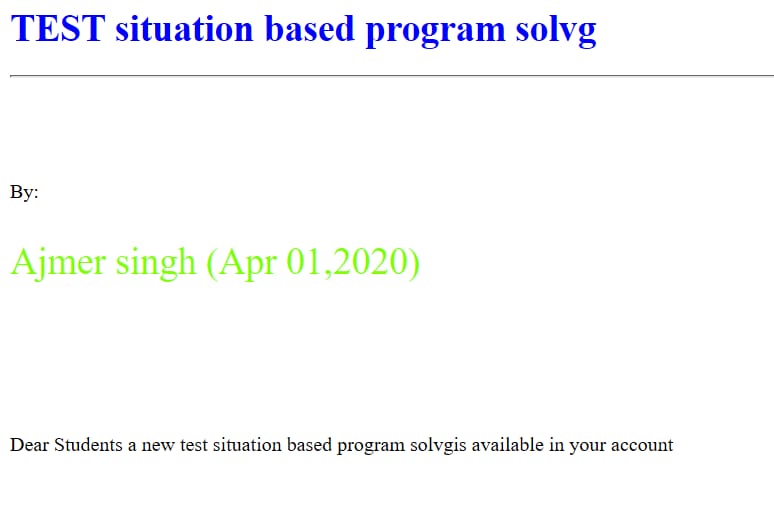 TEST situation based program solvg
By:
Ajmer singh (Apr 01,2020)
Dear Students a new test situation based program solvgis available in your account